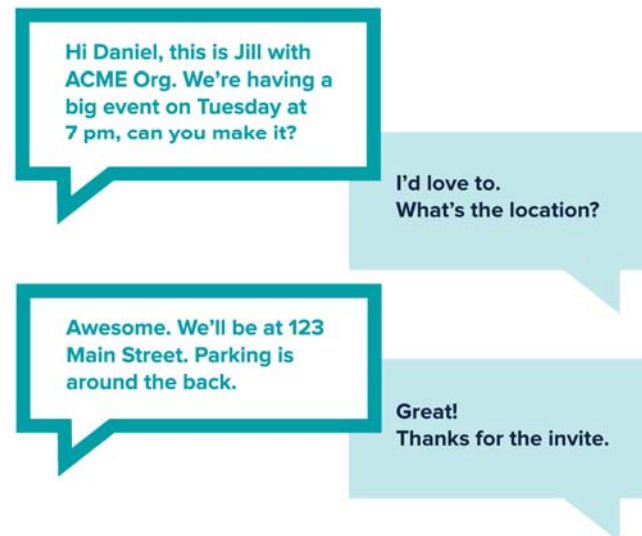 Hi Daniel, this is Jill with
ACME Org. We’re having a
big event on Tuesday at
7 pm, can you make it?
I’d love to.
What’s the location?
Awesome. We’ll be at 123
Main Street. Parking is
around the back.
Great!
Thanks for the invite.